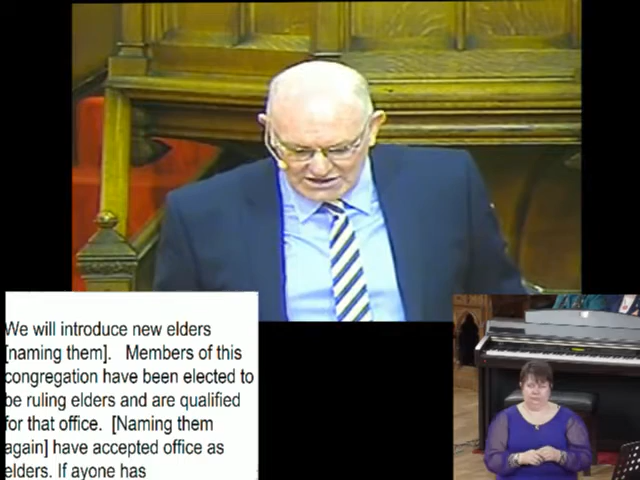 We will introduce new elders
[naming them].   Members of this
congregation have been elected to
be ruling elders and are qualified
for that office.  [Naming them
again] have accepted office as
elders. If ayone has